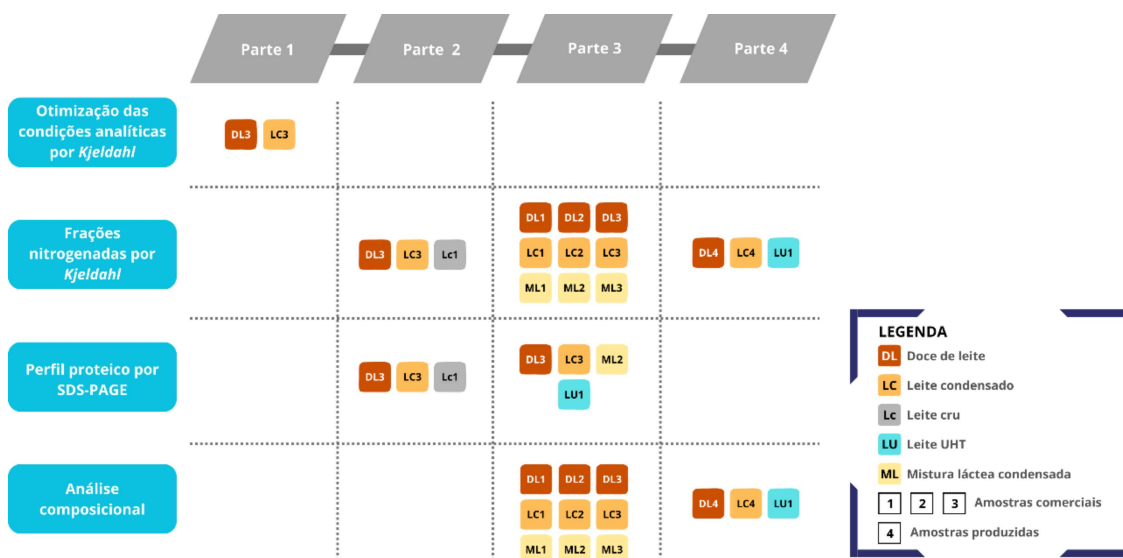 Parte 1
Parte 2
Parte 3
Parte 4
Otimização das
condições analíticas
por Kjeldahl
DL3 LC3
Frações
nitrogenadas por
Kjeldahl
DL3 LC3 Lc1
DL1 DL2 DL3
LC1 LC2 LC3
ML1 ML2 ML3
DL4 LC4 LU1
Perfil proteico por
SDS-PAGE
DL3 LC3 Lc1
DL3 LC3 ML2
LU1
Análise
composicional
DL1 DL2 DL3
LC1 LC2 LC3
ML1 ML2 ML3
DL4 LC4 LU1
LEGENDA
DL Doce de leite
LC Leite condensado
Lc Leite cru
LU Leite UHT
ML Mistura láctea condensada
1 2 3 Amostras comerciais
4 Amostras produzidas